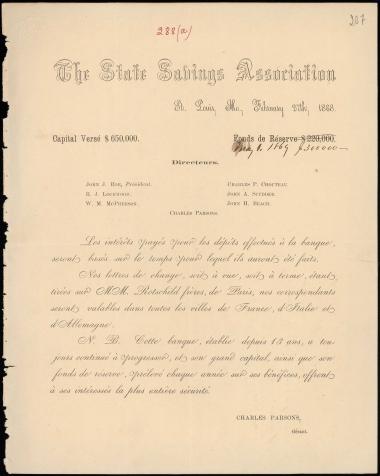 288(a)
207
The State Savings Association
St. Louis, Mo., February 27th, 1868.
Capital Versé $650,000.
Fonds de Réserve $220,000.
1869 $300000—
Directeurs.
John J. Roe, President.
Charles P. Chouteau.
R. J. Lockwood.
John A. Scudder.
W. M. McPherson.
John H. Beach.
Charles Parsons.
Les intérêts payés pour les dépôts effectués à la banque,
seront basés sur le temps pour lequel ils auront été faits.
Nos lettres de change, soit à vue, soit à terme, étant
tirées sur MM. Rotschild frères, de Paris, nos correspondants
seront valables dans toutes les villes de France, d'Italie et
d'Allemagne.
N. B. Cette banque, établie depuis 13 ans, a tou
jours continué à progresser, et son grand capital, ainsi que son
fonds de réserve, prélevé chaque année sur ses bénéfices, offrent
à ses intéressés la plus entière sécurité.
CHARLES PARSONS,
Gérant.